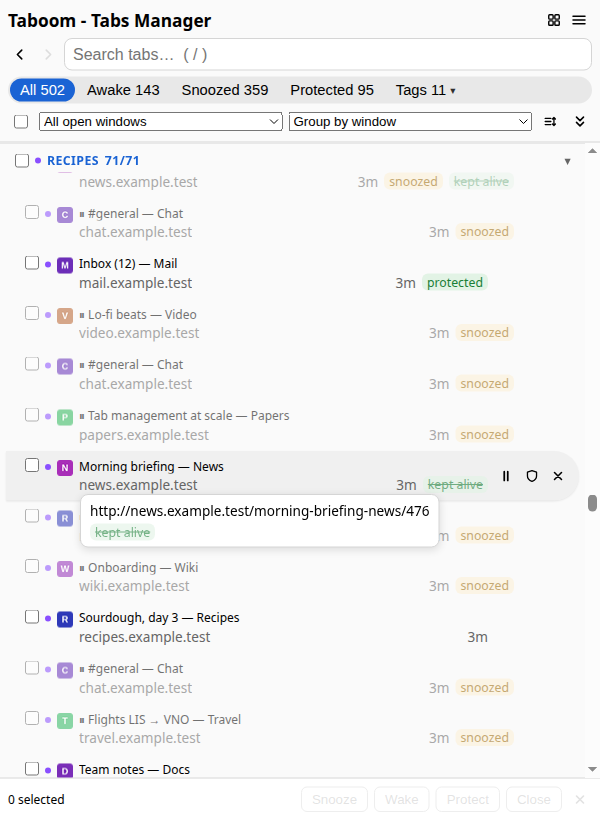 Taboom - Tabs Manager
Search tabs… ( / )
All 502 Awake 143 Snoozed 359 Protected 95 Tags 11 ▾
All open windows Group by window
RECIPES 71/71 ▼
news.example.test 3m snoozed kept alive
C #general — Chat
chat.example.test 3m snoozed
M Inbox (12) — Mail
mail.example.test 3m protected
V Lo-fi beats — Video
video.example.test 3m snoozed
C #general — Chat
chat.example.test 3m snoozed
P Tab management at scale — Papers
papers.example.test 3m snoozed
M Morning briefing — News
news.example.test 3m kept alive
http://news.example.test/morning-briefing-news/476
kept alive
R m snoozed
W Onboarding — Wiki
wiki.example.test 3m snoozed
R Sourdough, day 3 — Recipes
recipes.example.test 3m
C #general — Chat
chat.example.test 3m snoozed
T Flights LIS → VNO — Travel
travel.example.test 3m snoozed
D Team notes — Docs
0 selected Snooze Wake Protect Close